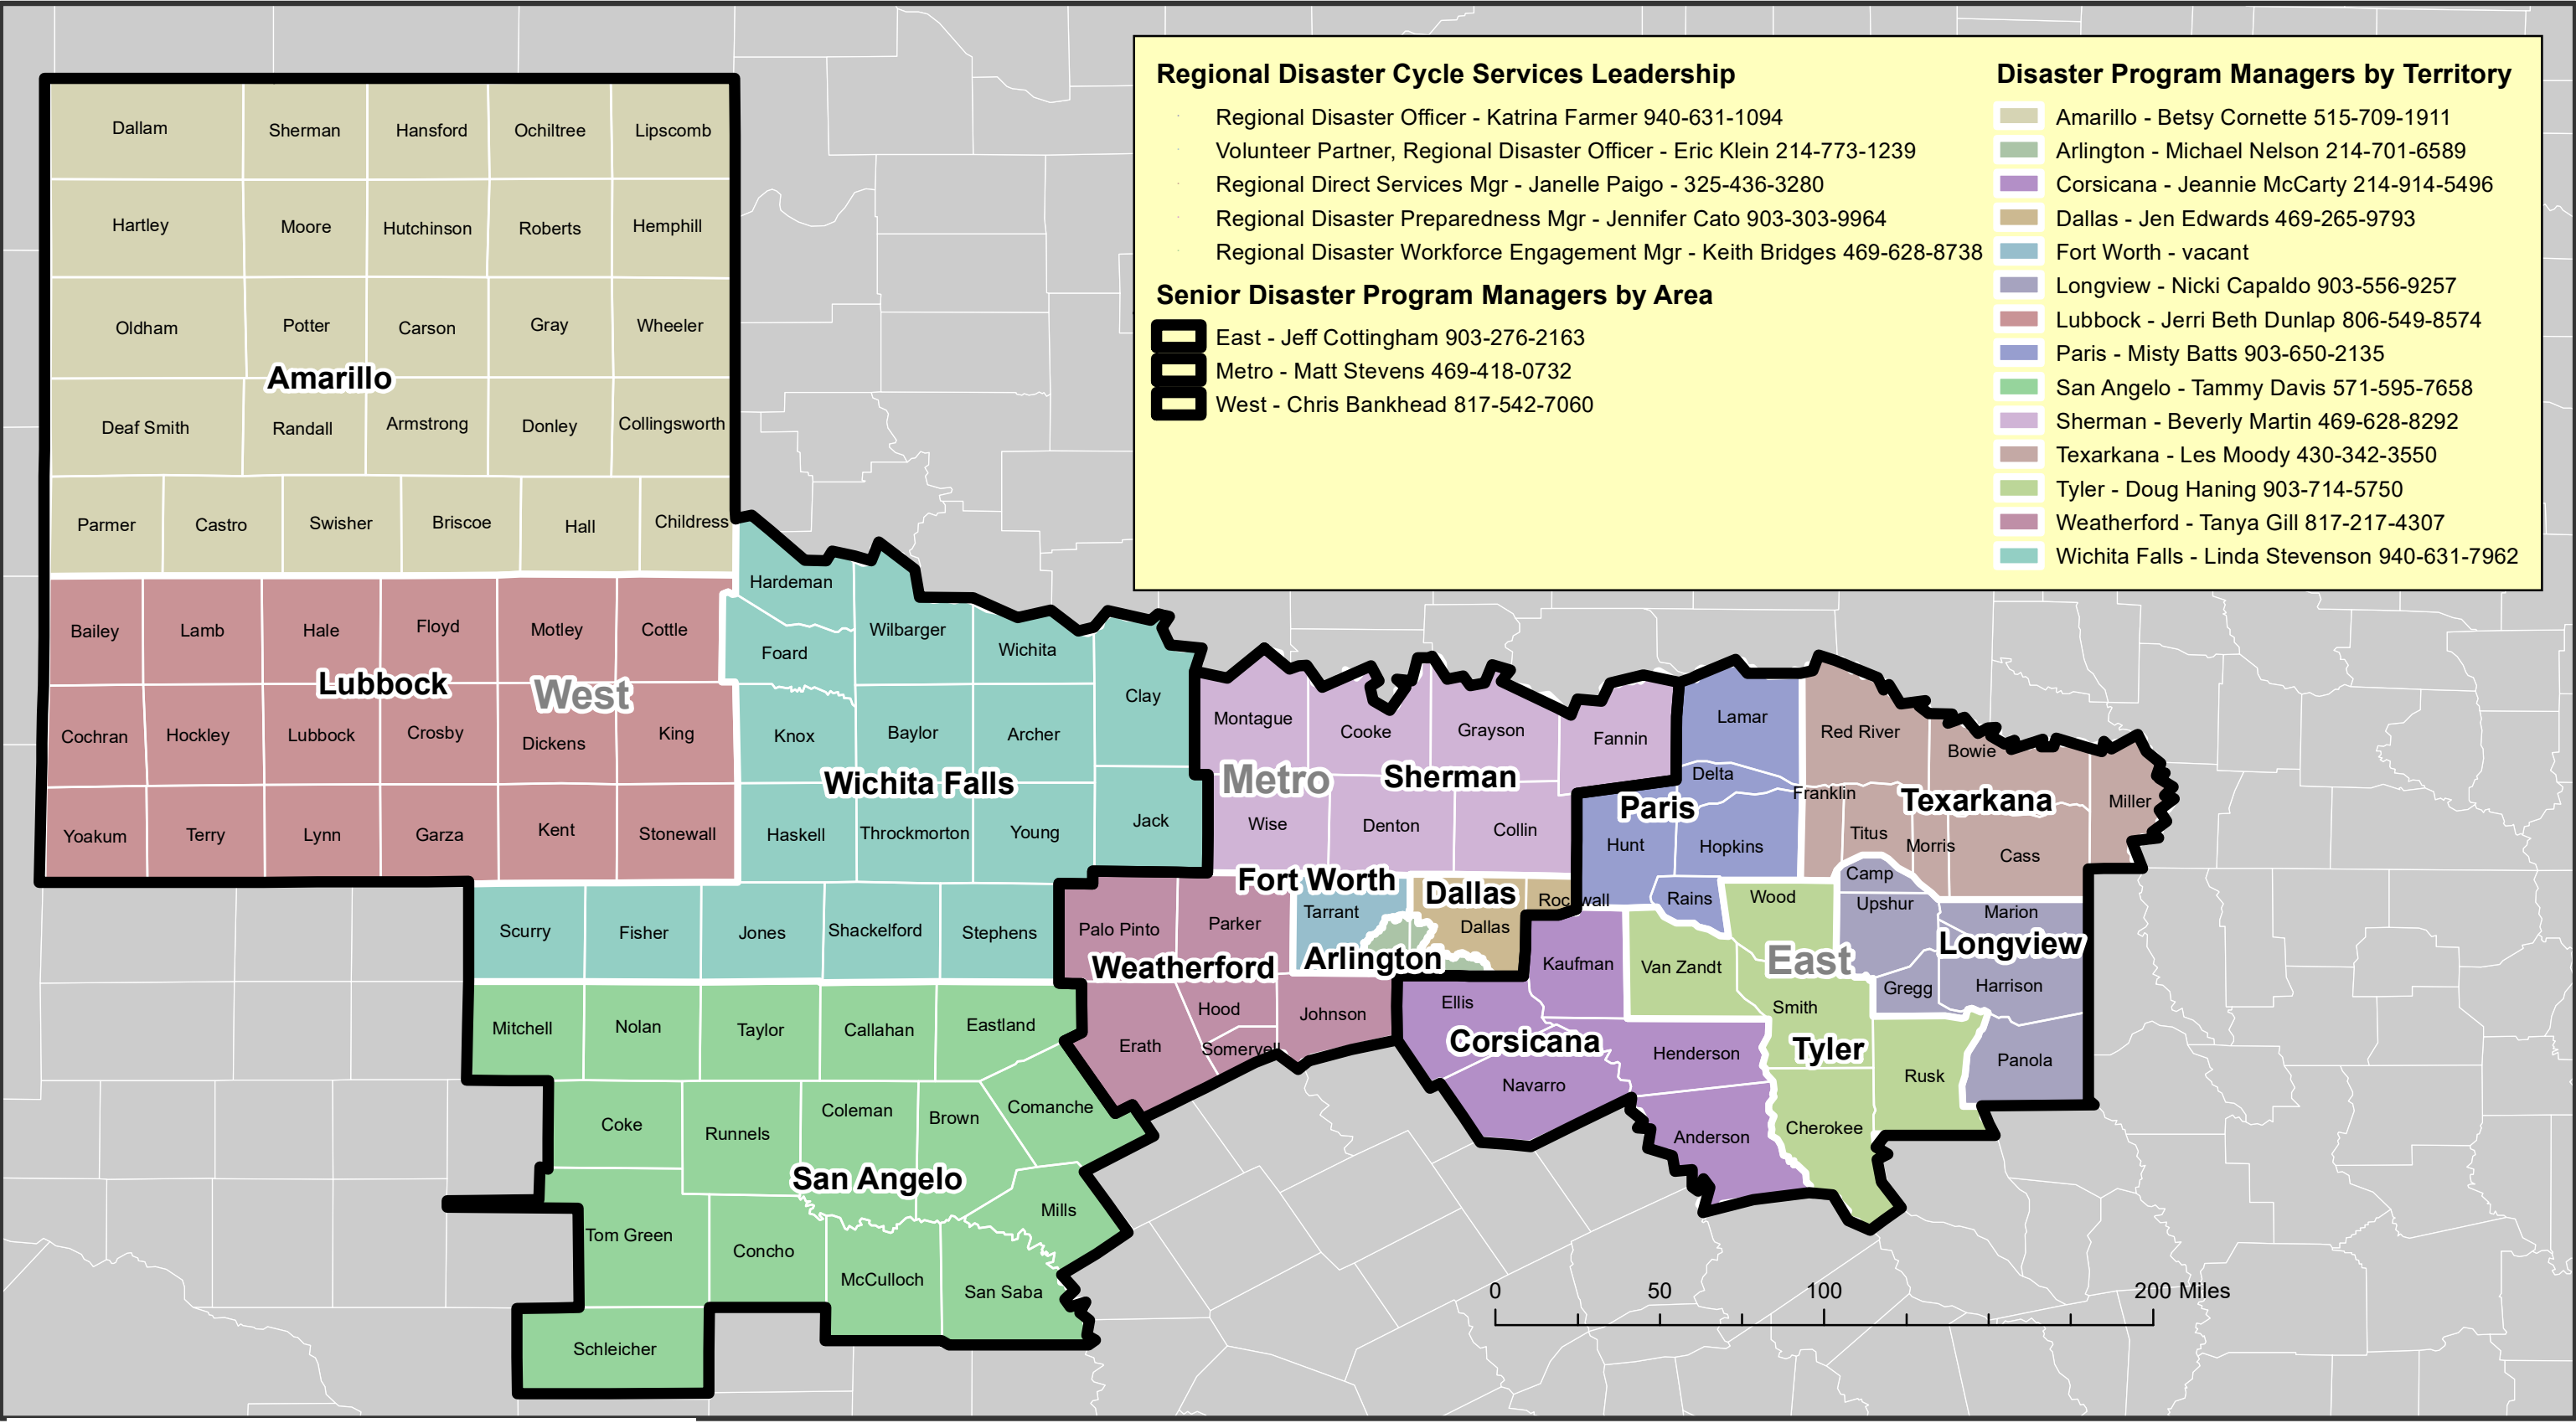 Regional Disaster Cycle Services Leadership
Regional Disaster Officer - Katrina Farmer 940-631-1094
Volunteer Partner, Regional Disaster Officer - Eric Klein 214-773-1239
Regional Direct Services Mgr - Janelle Paigo - 325-436-3280
Regional Disaster Preparedness Mgr - Jennifer Cato 903-303-9964
Regional Disaster Workforce Engagement Mgr - Keith Bridges 469-628-8738
Senior Disaster Program Managers by Area
East - Jeff Cottingham 903-276-2163
Metro - Matt Stevens 469-418-0732
West - Chris Bankhead 817-542-7060
Disaster Program Managers by Territory
Amarillo - Betsy Cornette 515-709-1911
Arlington - Michael Nelson 214-701-6589
Corsicana - Jeannie McCarty 214-914-5496
Dallas - Jen Edwards 469-265-9793
Fort Worth - vacant
Longview - Nicki Capaldo 903-556-9257
Lubbock - Jerri Beth Dunlap 806-549-8574
Paris - Misty Batts 903-650-2135
San Angelo - Tammy Davis 571-595-7658
Sherman - Beverly Martin 469-628-8292
Texarkana - Les Moody 430-342-3550
Tyler - Doug Haning 903-714-5750
Weatherford - Tanya Gill 817-217-4307
Wichita Falls - Linda Stevenson 940-631-7962
Dallam
Sherman
Hansford
Ochiltree
Lipscomb
Hartley
Moore
Hutchinson
Roberts
Hemphill
Oldham
Potter
Carson
Gray
Wheeler
Amarillo
Deaf Smith
Randall
Armstrong
Donley
Collingsworth
Parmer
Castro
Swisher
Briscoe
Hall
Childress
Bailey
Lamb
Hale
Floyd
Motley
Cottle
Lubbock
West
Cochran
Hockley
Lubbock
Crosby
Dickens
King
Yoakum
Terry
Lynn
Garza
Kent
Stonewall
Hardeman
Foard
Wilbarger
Wichita
Clay
Knox
Baylor
Archer
Wichita Falls
Haskell
Throckmorton
Young
Jack
Scurry
Fisher
Jones
Shackelford
Stephens
Mitchell
Nolan
Taylor
Callahan
Eastland
Coke
Runnels
Coleman
Brown
Comanche
San Angelo
Mills
Tom Green
Concho
McCulloch
San Saba
Schleicher
Montague
Cooke
Grayson
Fannin
Metro
Sherman
Wise
Denton
Collin
Fort Worth
Dallas
Tarrant
Dallas
Rockwall
Arlington
Palo Pinto
Parker
Weatherford
Hood
Johnson
Erath
Somervell
Lamar
Delta
Paris
Hunt
Hopkins
Rains
Red River
Bowie
Franklin
Texarkana
Miller
Titus
Morris
Cass
Camp
Upshur
Marion
Longview
Gregg
Harrison
Panola
Wood
East
Van Zandt
Smith
Tyler
Rusk
Cherokee
Kaufman
Ellis
Corsicana
Henderson
Navarro
Anderson
0 50 100 200 Miles